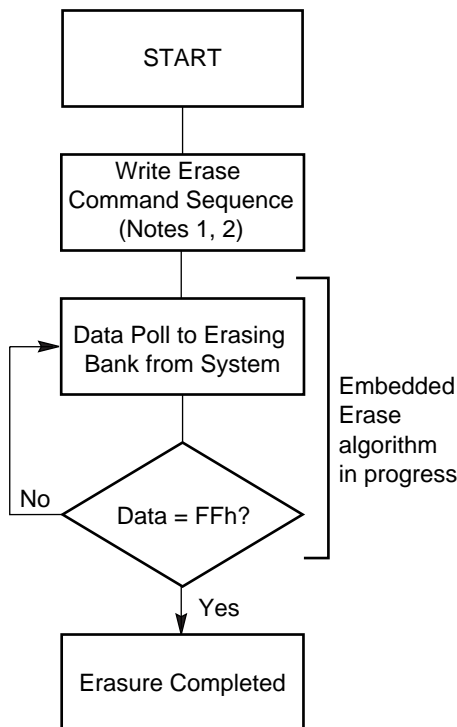 START
Write Erase
Command Sequence
(Notes 1, 2)
Data Poll to Erasing
Bank from System
Embedded
Erase
algorithm
in progress
No
Data = FFh?
Yes
Erasure Completed